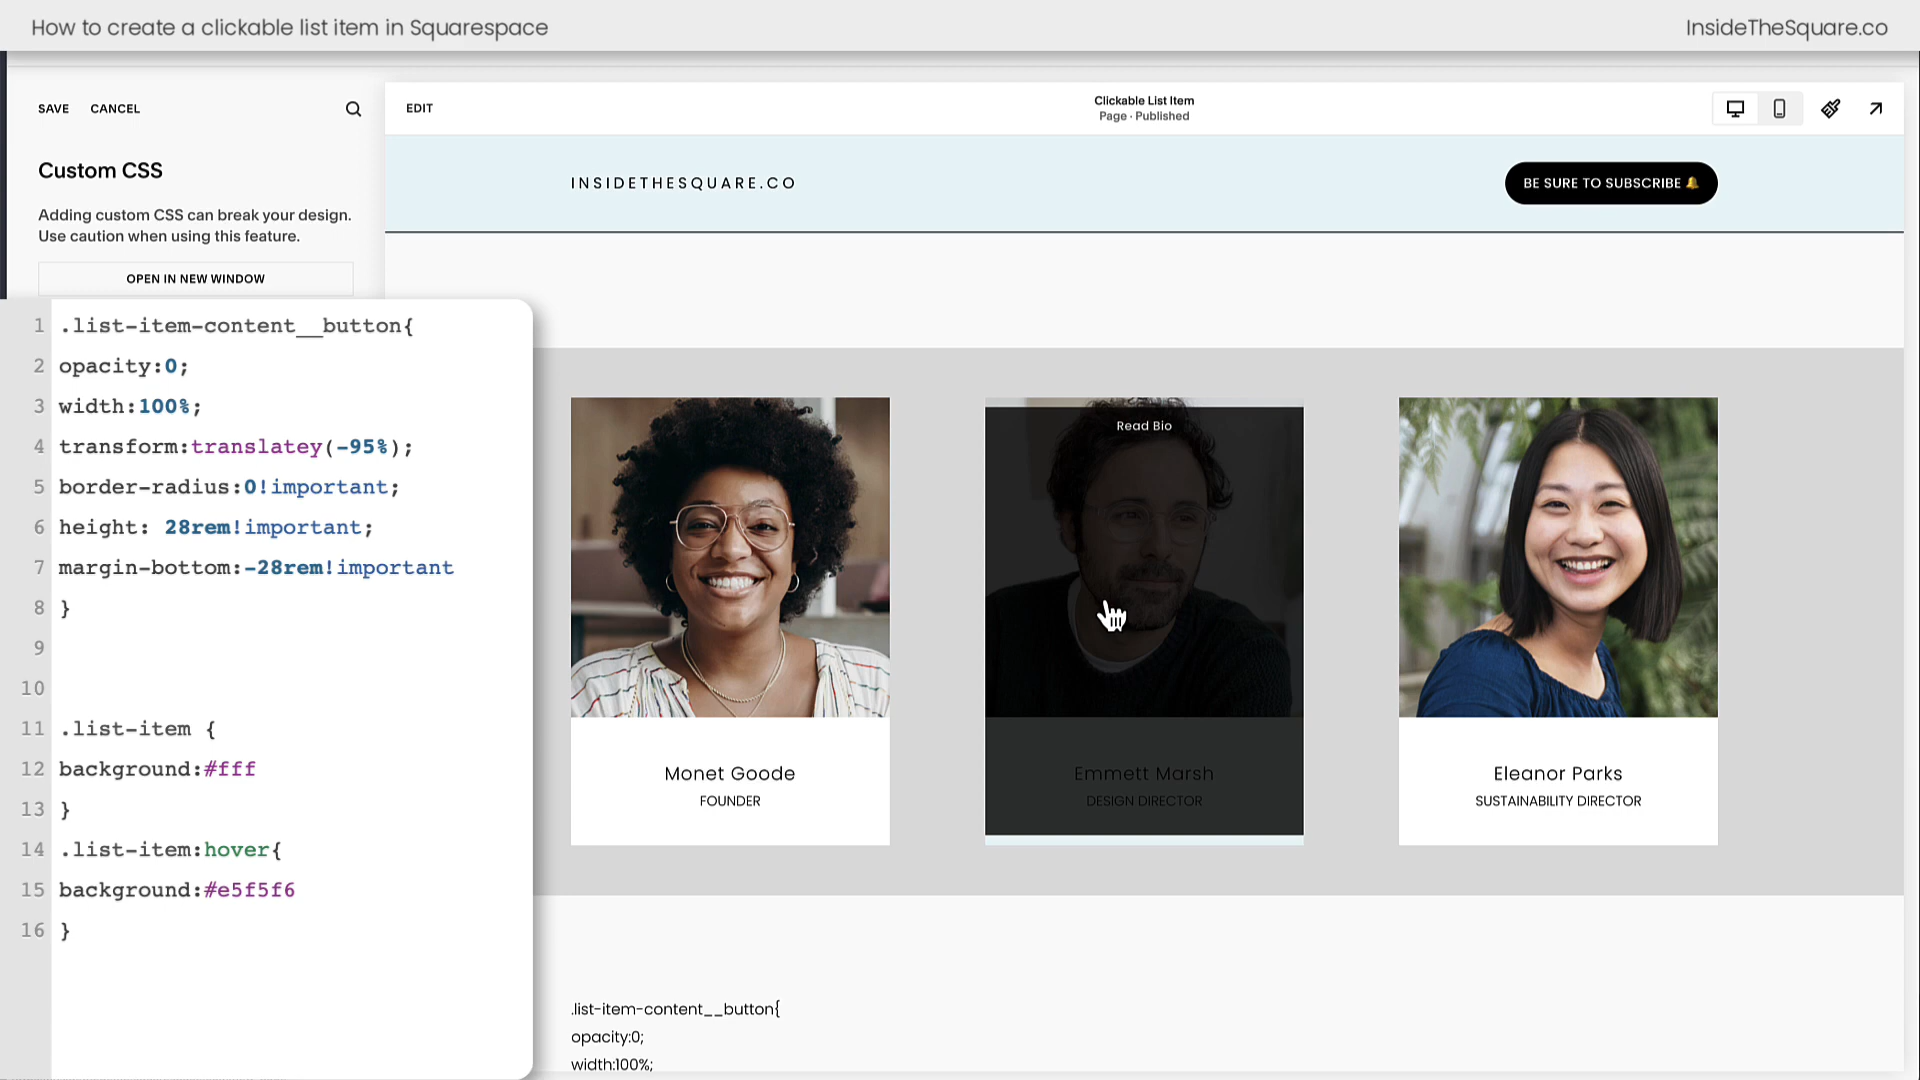 How to create a clickable list item in Squarespace
InsideTheSquare.co
SAVE CANCEL
EDIT
Clickable List Item
Page · Published
Custom CSS
Adding custom CSS can break your design.
Use caution when using this feature.
OPEN IN NEW WINDOW
INSIDETHESQUARE.CO
BE SURE TO SUBSCRIBE 🔔
1 .list-item-content__button{
2 opacity:0;
3 width:100%;
4 transform:translatey(-95%);
5 border-radius:0!important;
6 height: 28rem!important;
7 margin-bottom:-28rem!important
8 }
9
10
11 .list-item {
12 background:#fff
13 }
14 .list-item:hover{
15 background:#e5f5f6
16 }
Read Bio
Monet Goode
FOUNDER
Emmett Marsh
DESIGN DIRECTOR
Eleanor Parks
SUSTAINABILITY DIRECTOR
.list-item-content__button{
opacity:0;
width:100%;